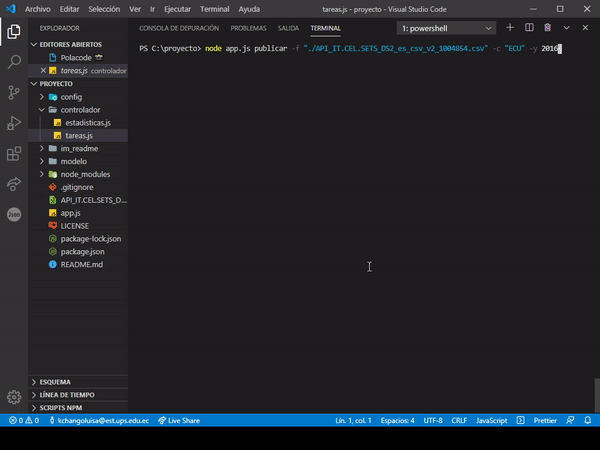 Archivo Editar Selección Ver Ir Ejecutar Terminal Ayuda tareas.js - proyecto - Visual Studio Code
EXPLORADOR
EDITORES ABIERTOS
Polacode
tareas.js controlador
PROYECTO
config
controlador
estadisticas.js
tareas.js
im_readme
modelo
node_modules
.gitignore
API_IT.CEL.SETS_D...
app.js
LICENSE
package-lock.json
package.json
README.md
ESQUEMA
LÍNEA DE TIEMPO
SCRIPTS NPM
CONSOLA DE DEPURACIÓN PROBLEMAS SALIDA TERMINAL 1: powershell
PS C:\proyecto> node app.js publicar -f "./API_IT.CEL.SETS_DS2_es_csv_v2_1004854.csv" -c "ECU" -y 2016
Json
0 0 kchangoluisa@est.ups.edu.ec Live Share Lín. 1, col. 1 Espacios: 4 UTF-8 CRLF JavaScript Prettier